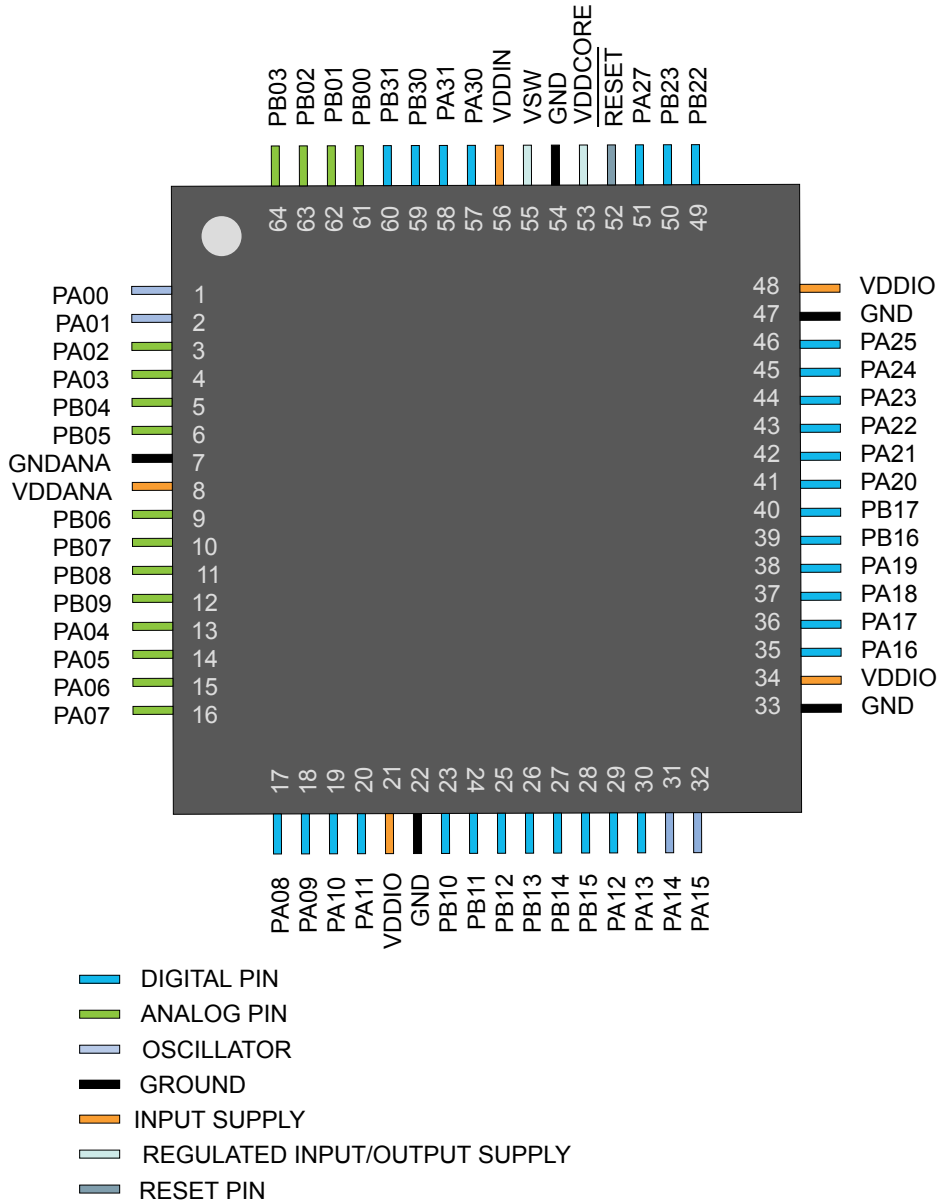 PB03
PB02
PB01
PB00
PB31
PB30
PA31
PA30
VDDIN
VSW
GND
VDDCORE
RESET
PA27
PB23
PB22
64
63
62
61
60
59
58
57
56
55
54
53
52
51
50
49
PA00 1
PA01 2
PA02 3
PA03 4
PB04 5
PB05 6
GNDANA 7
VDDANA 8
PB06 9
PB07 10
PB08 11
PB09 12
PA04 13
PA05 14
PA06 15
PA07 16
48 VDDIO
47 GND
46 PA25
45 PA24
44 PA23
43 PA22
42 PA21
41 PA20
40 PB17
39 PB16
38 PA19
37 PA18
36 PA17
35 PA16
34 VDDIO
33 GND
17
18
19
20
21
22
23
24
25
26
27
28
29
30
31
32
PA08
PA09
PA10
PA11
VDDIO
GND
PB10
PB11
PB12
PB13
PB14
PB15
PA12
PA13
PA14
PA15
DIGITAL PIN
ANALOG PIN
OSCILLATOR
GROUND
INPUT SUPPLY
REGULATED INPUT/OUTPUT SUPPLY
RESET PIN